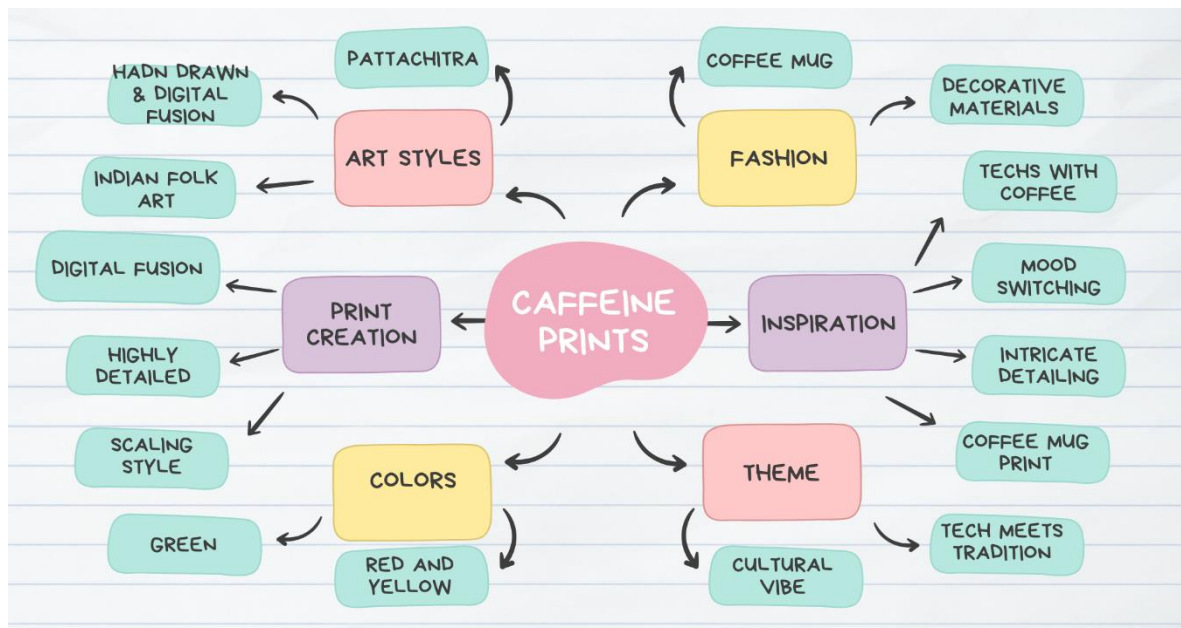 PATTACHITRA
COFFEE MUG
HADN DRAWN
& DIGITAL
FUSION
DECORATIVE
MATERIALS
ART STYLES
FASHION
INDIAN FOLK
ART
TECHS WITH
COFFEE
DIGITAL FUSION
MOOD
SWITCHING
PRINT
CREATION
CAFFEINE
PRINTS
INSPIRATION
HIGHLY
DETAILED
INTRICATE
DETAILING
SCALING
STYLE
COFFEE MUG
PRINT
COLORS
THEME
GREEN
TECH MEETS
TRADITION
RED AND
YELLOW
CULTURAL
VIBE